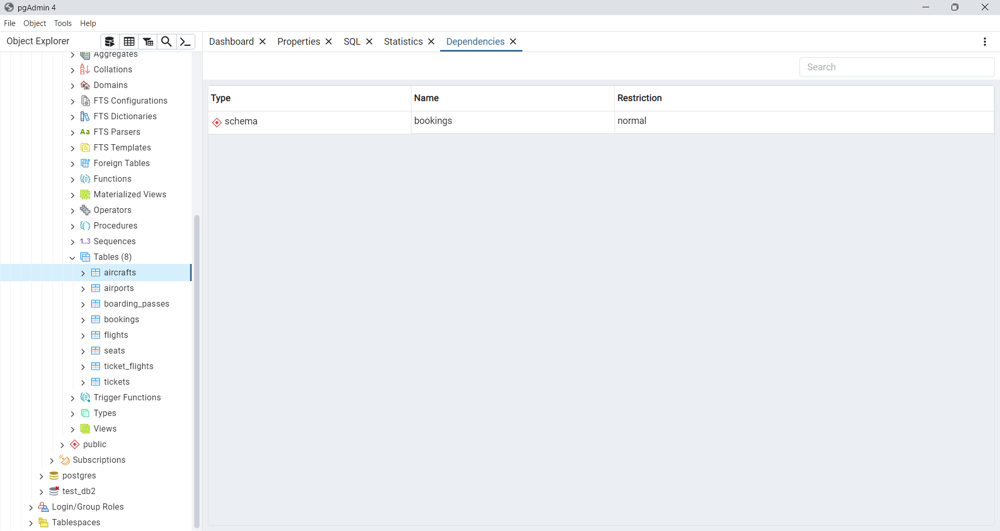 pgAdmin 4
File Object Tools Help
Object Explorer
Dashboard Properties SQL Statistics Dependencies
Search
Aggregates
Collations
Domains
FTS Configurations
FTS Dictionaries
Aa FTS Parsers
FTS Templates
Foreign Tables
Functions
Materialized Views
Operators
Procedures
1..3 Sequences
Tables (8)
aircrafts
airports
boarding_passes
bookings
flights
seats
ticket_flights
tickets
Trigger Functions
Types
Views
public
Subscriptions
postgres
test_db2
Login/Group Roles
Tablespaces
Type Name Restriction
schema bookings normal